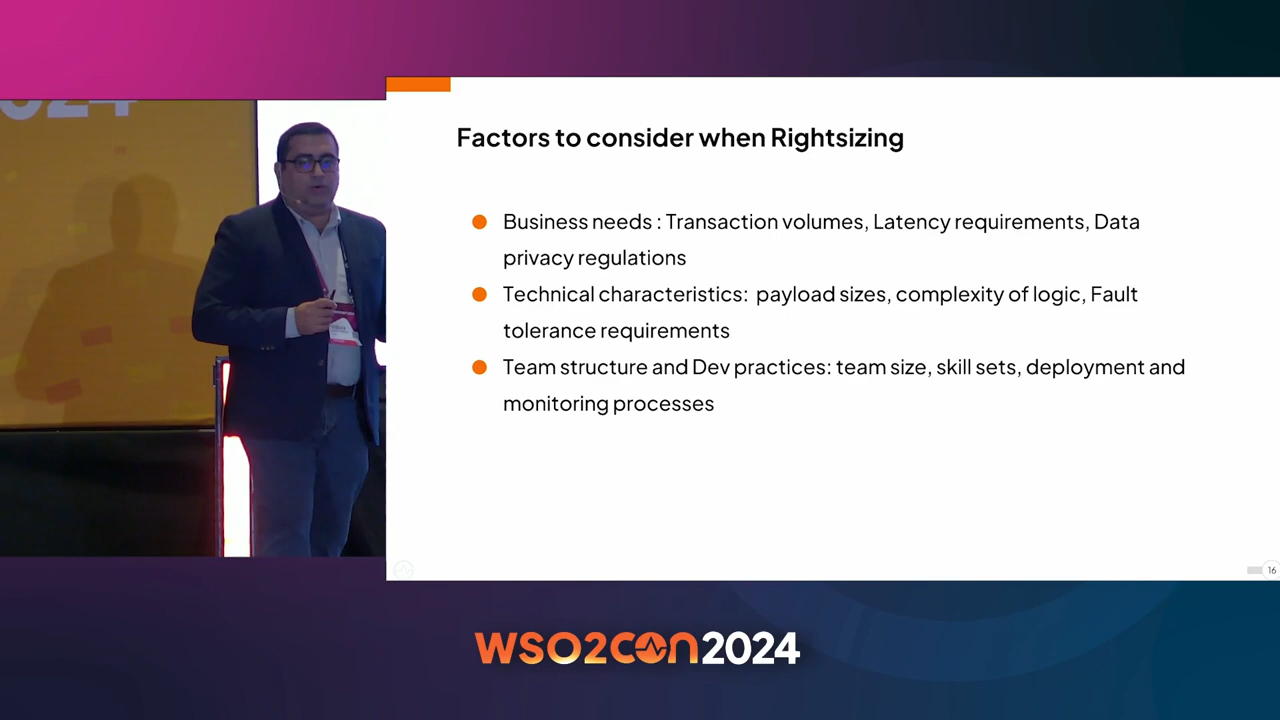 2024
Factors to consider when Rightsizing
Business needs : Transaction volumes, Latency requirements, Data
privacy regulations
Technical characteristics: payload sizes, complexity of logic, Fault
tolerance requirements
Team structure and Dev practices: team size, skill sets, deployment and
monitoring processes
16
WSO2CON2024